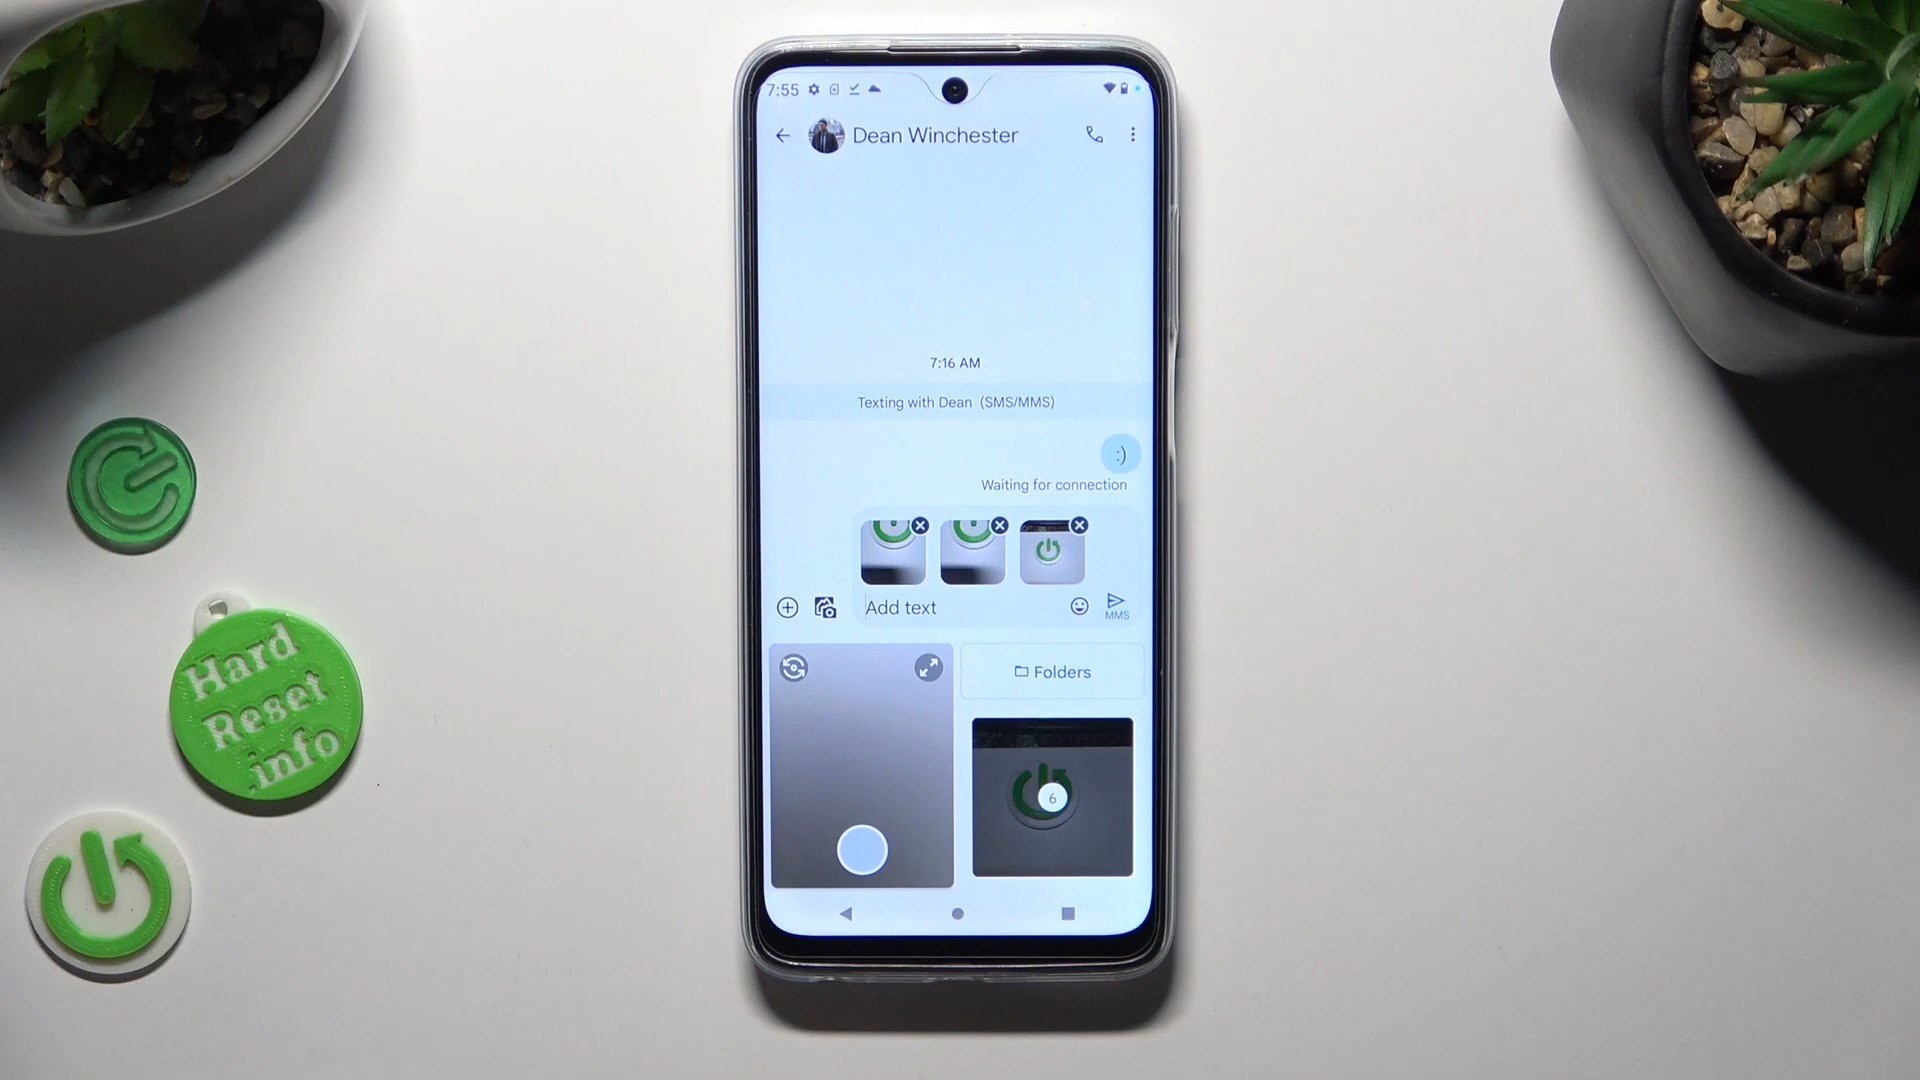 7:55
Dean Winchester
7:16 AM
Texting with Dean (SMS/MMS)
:)
Waiting for connection
Add text
MMS
Folders
6
Hard
Reset
.info